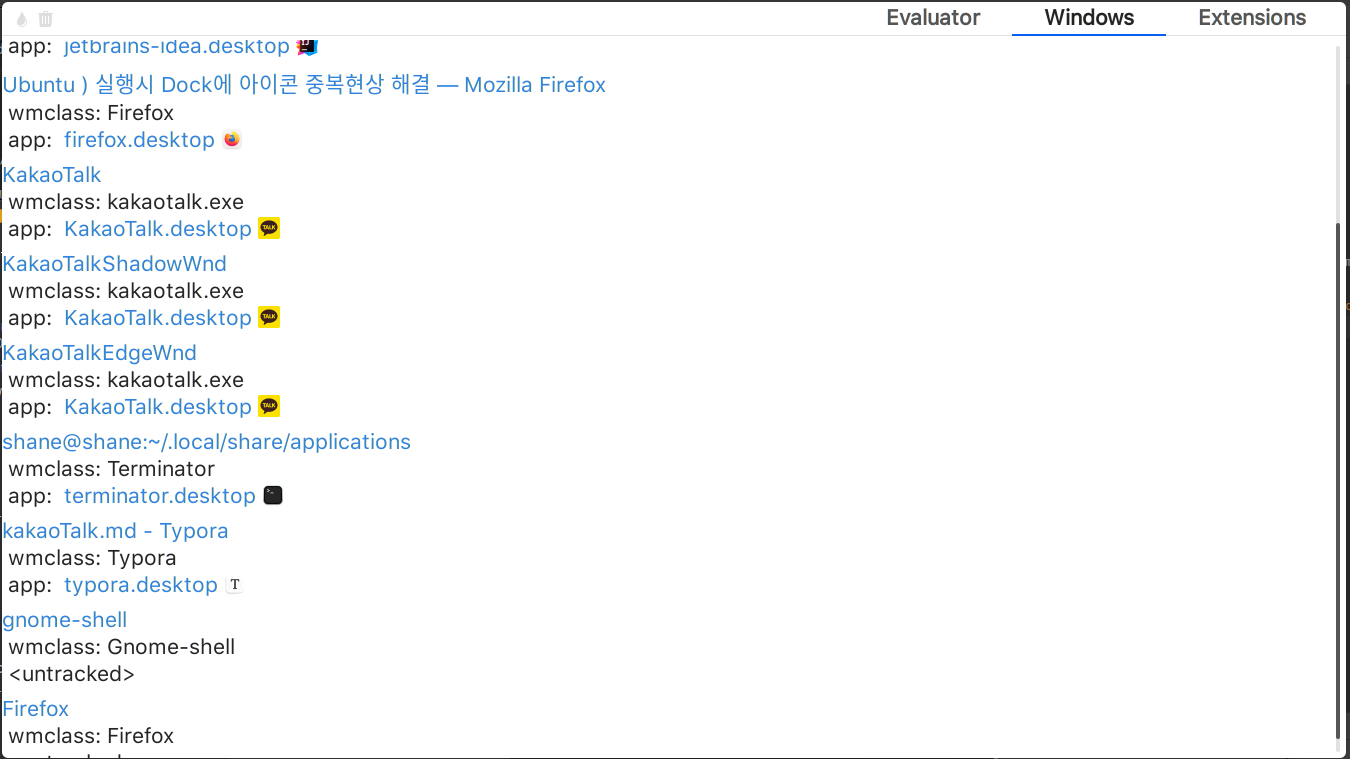 Evaluator Windows Extensions
app: jetbrains-idea.desktop
Ubuntu ) 실행시 Dock에 아이콘 중복현상 해결 — Mozilla Firefox
wmclass: Firefox
app: firefox.desktop
KakaoTalk
wmclass: kakaotalk.exe
app: KakaoTalk.desktop TALK
KakaoTalkShadowWnd
wmclass: kakaotalk.exe
app: KakaoTalk.desktop TALK
KakaoTalkEdgeWnd
wmclass: kakaotalk.exe
app: KakaoTalk.desktop TALK
shane@shane:~/.local/share/applications
wmclass: Terminator
app: terminator.desktop
kakaoTalk.md - Typora
wmclass: Typora
app: typora.desktop T
gnome-shell
wmclass: Gnome-shell
<untracked>
Firefox
wmclass: Firefox